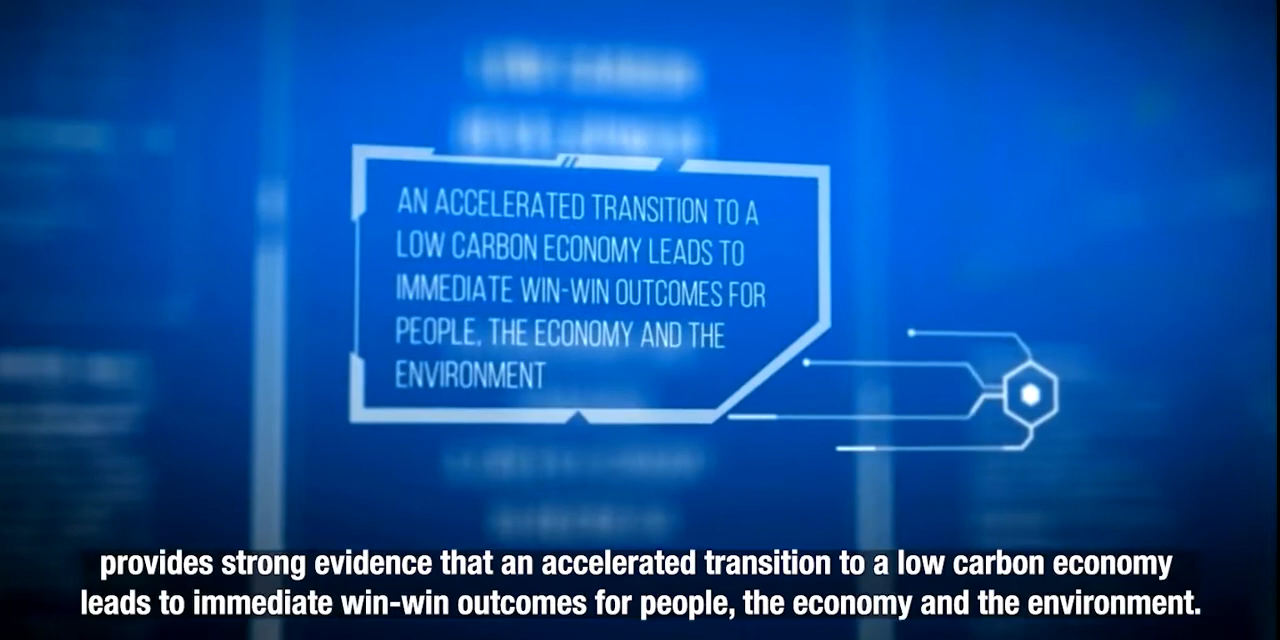 AN ACCELERATED TRANSITION TO A
LOW CARBON ECONOMY LEADS TO
IMMEDIATE WIN-WIN OUTCOMES FOR
PEOPLE, THE ECONOMY AND THE
ENVIRONMENT
provides strong evidence that an accelerated transition to a low carbon economy
leads to immediate win-win outcomes for people, the economy and the environment.